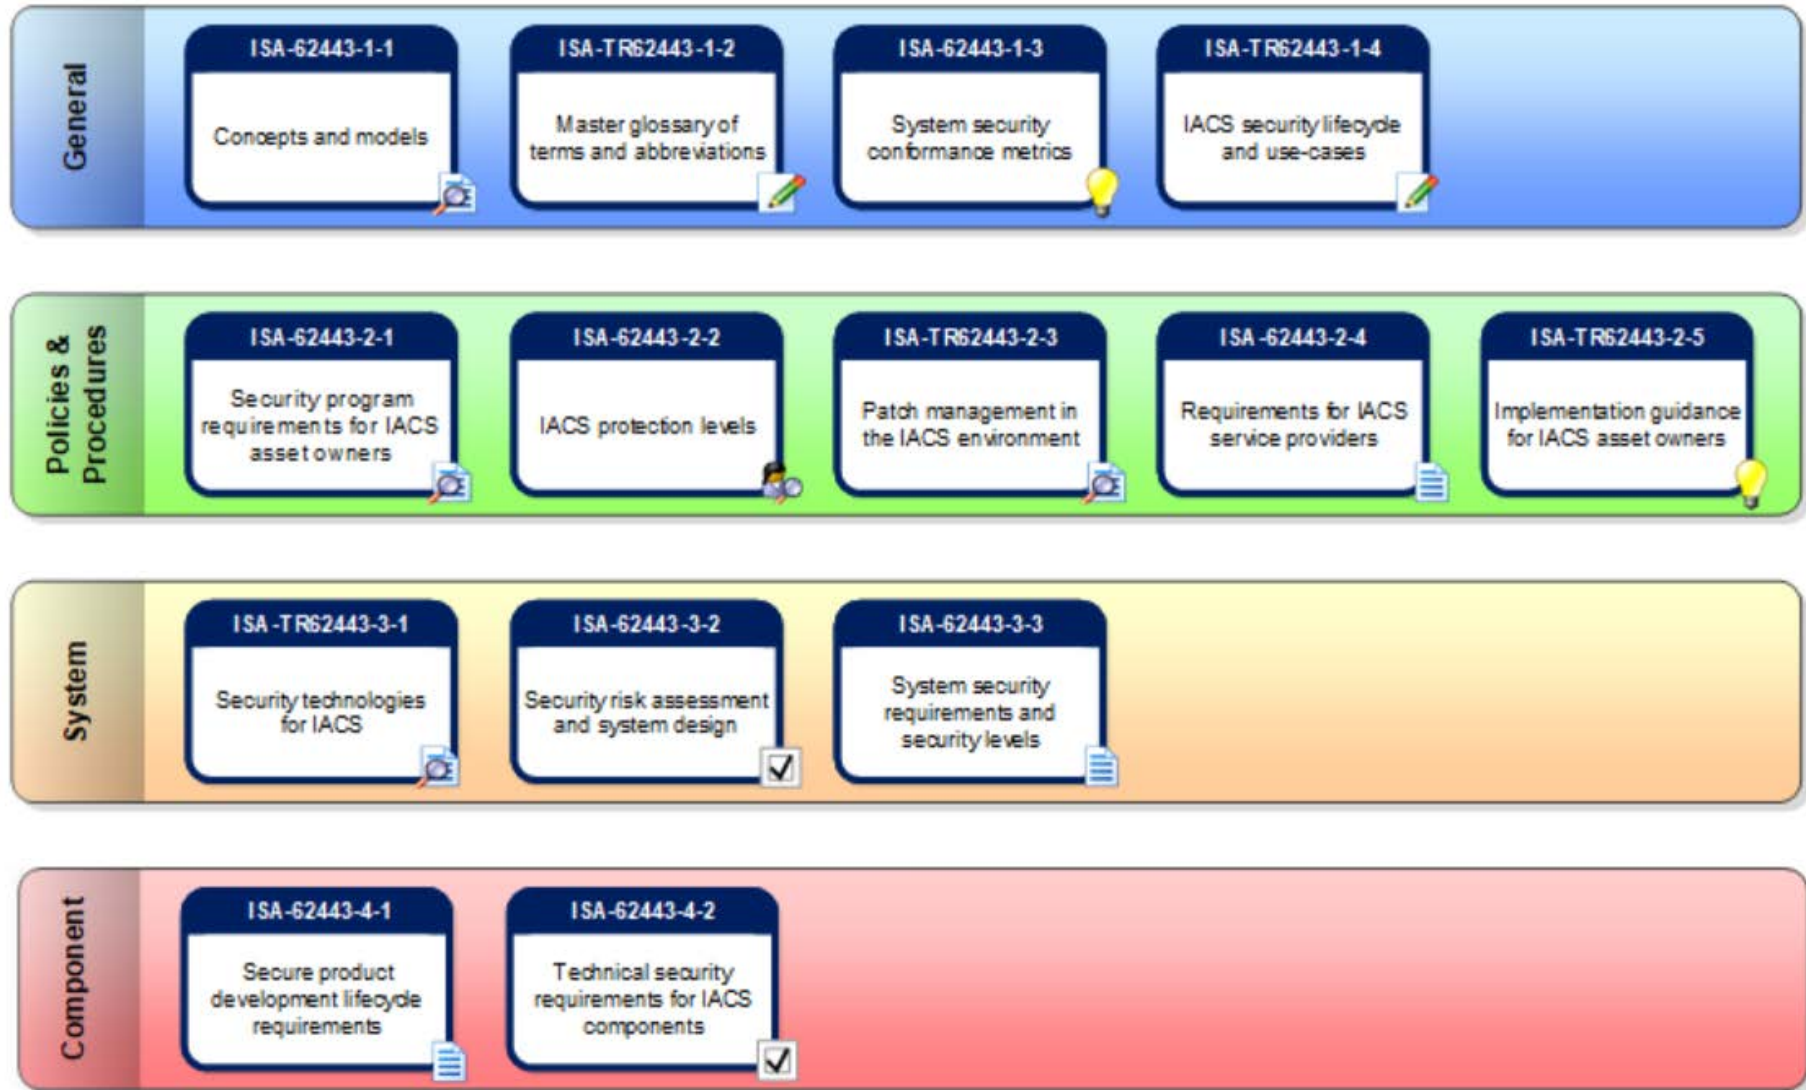 General
ISA-62443-1-1
Concepts and models
ISA-TR62443-1-2
Master glossary of
terms and abbreviations
ISA-62443-1-3
System security
conformance metrics
ISA-TR62443-1-4
IACS security lifecycle
and use-cases
Policies &
Procedures
ISA-62443-2-1
Security program
requirements for IACS
asset owners
ISA-62443-2-2
IACS protection levels
ISA-TR62443-2-3
Patch management in
the IACS environment
ISA-62443-2-4
Requirements for IACS
service providers
ISA-TR62443-2-5
Implementation guidance
for IACS asset owners
System
ISA-TR62443-3-1
Security technologies
for IACS
ISA-62443-3-2
Security risk assessment
and system design
ISA-62443-3-3
System security
requirements and
security levels
Component
ISA-62443-4-1
Secure product
development lifecycle
requirements
ISA-62443-4-2
Technical security
requirements for IACS
components